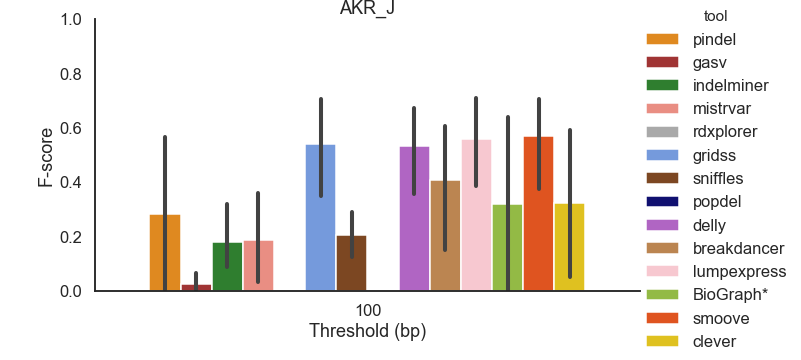 AKR_J
1.0
0.8
0.6
0.4
0.2
0.0
F-score
100
Threshold (bp)
tool
pindel
gasv
indelminer
mistrvar
rdxplorer
gridss
sniffles
popdel
delly
breakdancer
lumpexpress
BioGraph*
smoove
clever